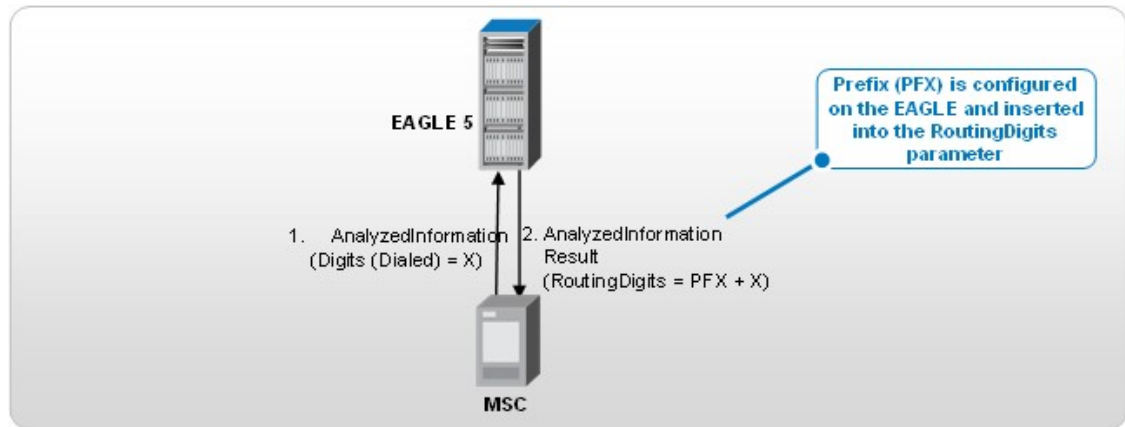 EAGLE 5
Prefix (PFX) is configured
on the EAGLE and inserted
into the RoutingDigits
parameter
1. AnalyzedInformation
(Digits (Dialed) = X)
2. AnalyzedInformation
Result
(RoutingDigits = PFX + X)
MSC